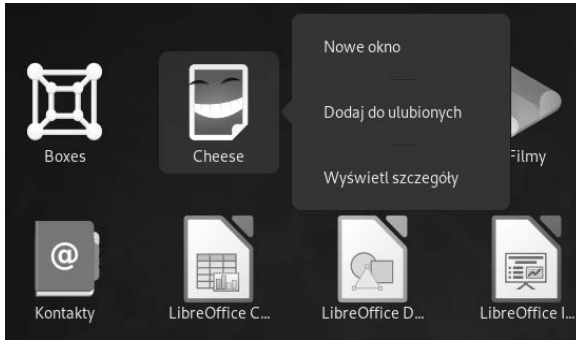 Nowe okno
Dodaj do ulubionych
Wyświetl szczegóły
Boxes
Cheese
Filmy
@
Kontakty
LibreOffice C...
LibreOffice D...
LibreOffice I...